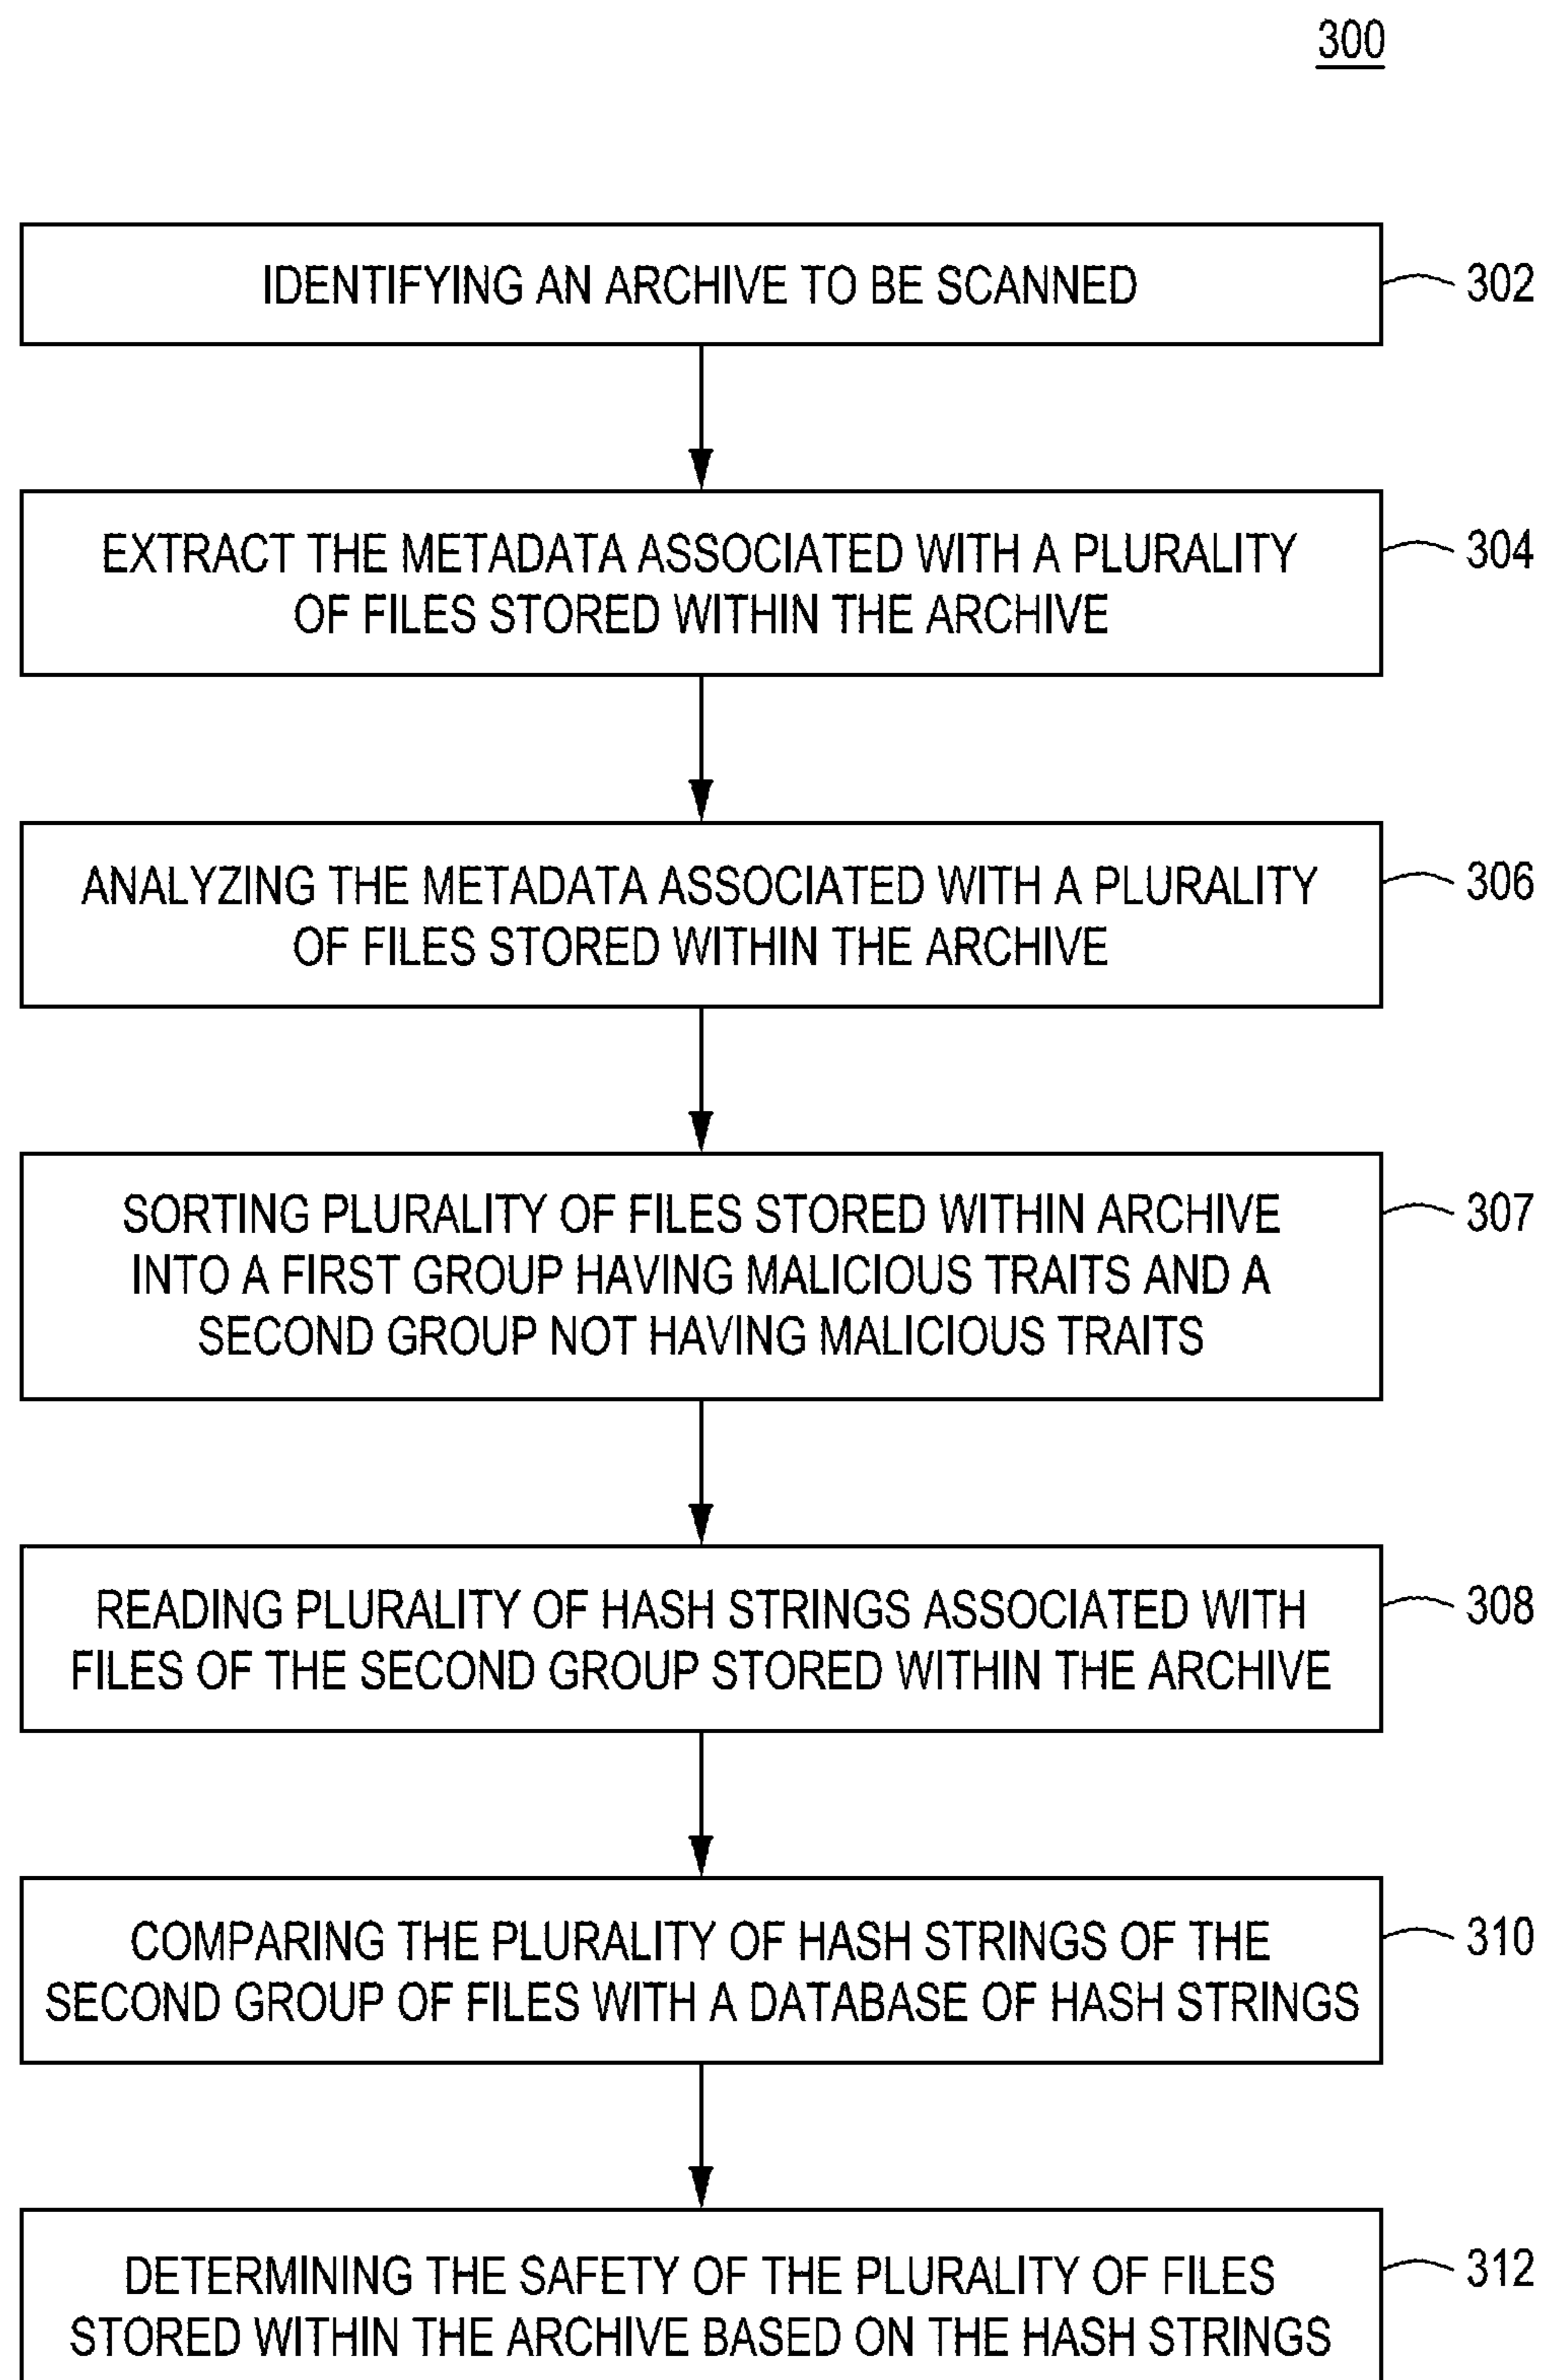 300
IDENTIFYING AN ARCHIVE TO BE SCANNED
302
EXTRACT THE METADATA ASSOCIATED WITH A PLURALITY
OF FILES STORED WITHIN THE ARCHIVE
304
ANALYZING THE METADATA ASSOCIATED WITH A PLURALITY
OF FILES STORED WITHIN THE ARCHIVE
306
SORTING PLURALITY OF FILES STORED WITHIN ARCHIVE
INTO A FIRST GROUP HAVING MALICIOUS TRAITS AND A
SECOND GROUP NOT HAVING MALICIOUS TRAITS
307
READING PLURALITY OF HASH STRINGS ASSOCIATED WITH
FILES OF THE SECOND GROUP STORED WITHIN THE ARCHIVE
308
COMPARING THE PLURALITY OF HASH STRINGS OF THE
SECOND GROUP OF FILES WITH A DATABASE OF HASH STRINGS
310
DETERMINING THE SAFETY OF THE PLURALITY OF FILES
STORED WITHIN THE ARCHIVE BASED ON THE HASH STRINGS
312